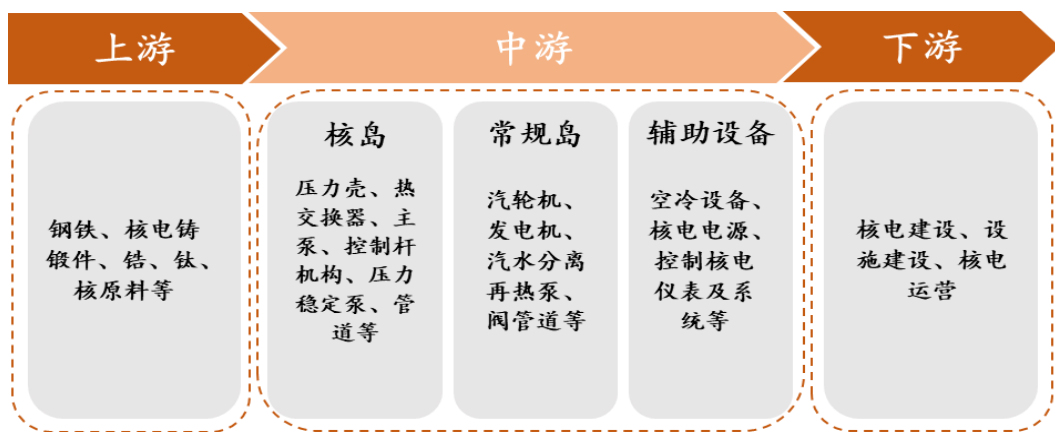 上游
中游
下游
钢铁、核电铸
锻件、锆、钛、
核原料等
核岛
压力壳、热
交换器、主
泵、控制杆
机构、压力
稳定泵、管
道等
常规岛
汽轮机、
发电机、
汽水分离
再热泵、
阀管道等
辅助设备
空冷设备、
核电电源、
控制核电
仪表及系
统等
核电建设、设
施建设、核电
运营